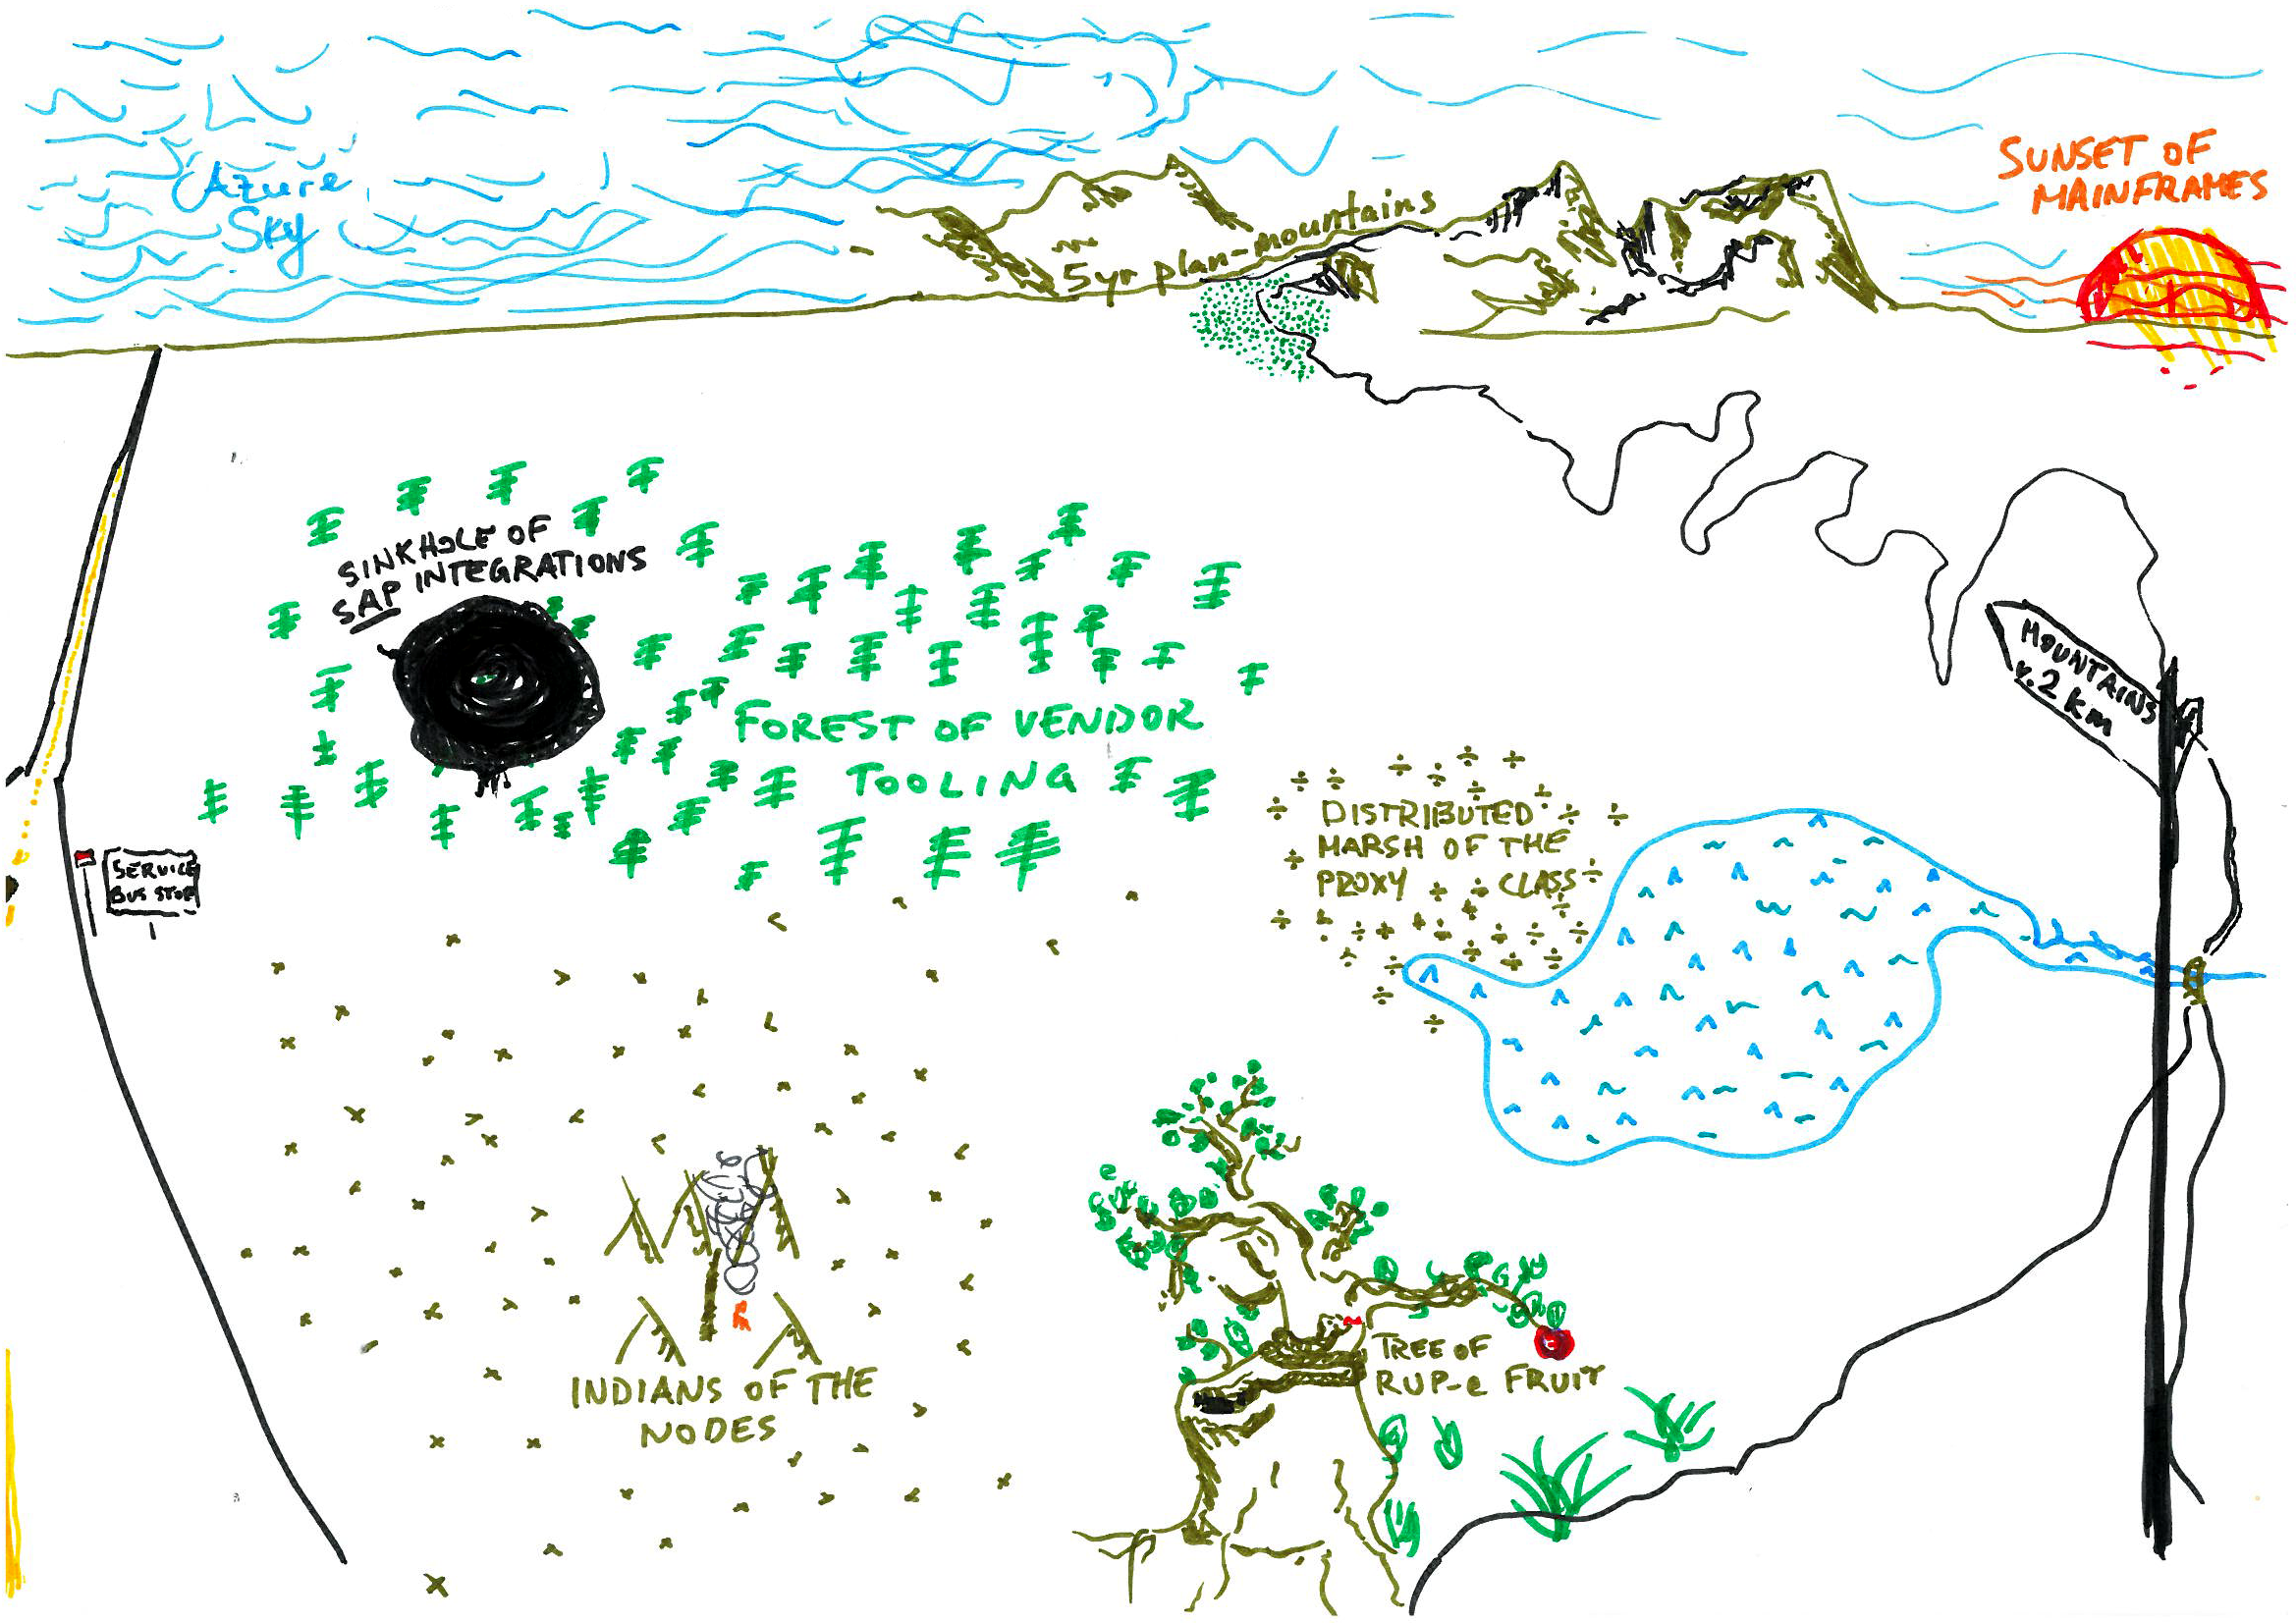 Azure
Sky
5yr plan-mountains
SUNSET OF
MAINFRAMES
SINKHOLE OF
SAP INTEGRATIONS
FOREST OF VENDOR
TOOLING
MOUNTAINS
v.2 km
SERVICE
BUS STOP
DISTRIBUTED
MARSH OF THE
PROXY CLASS
INDIANS OF THE
NODES
TREE OF
RUP-e FRUIT